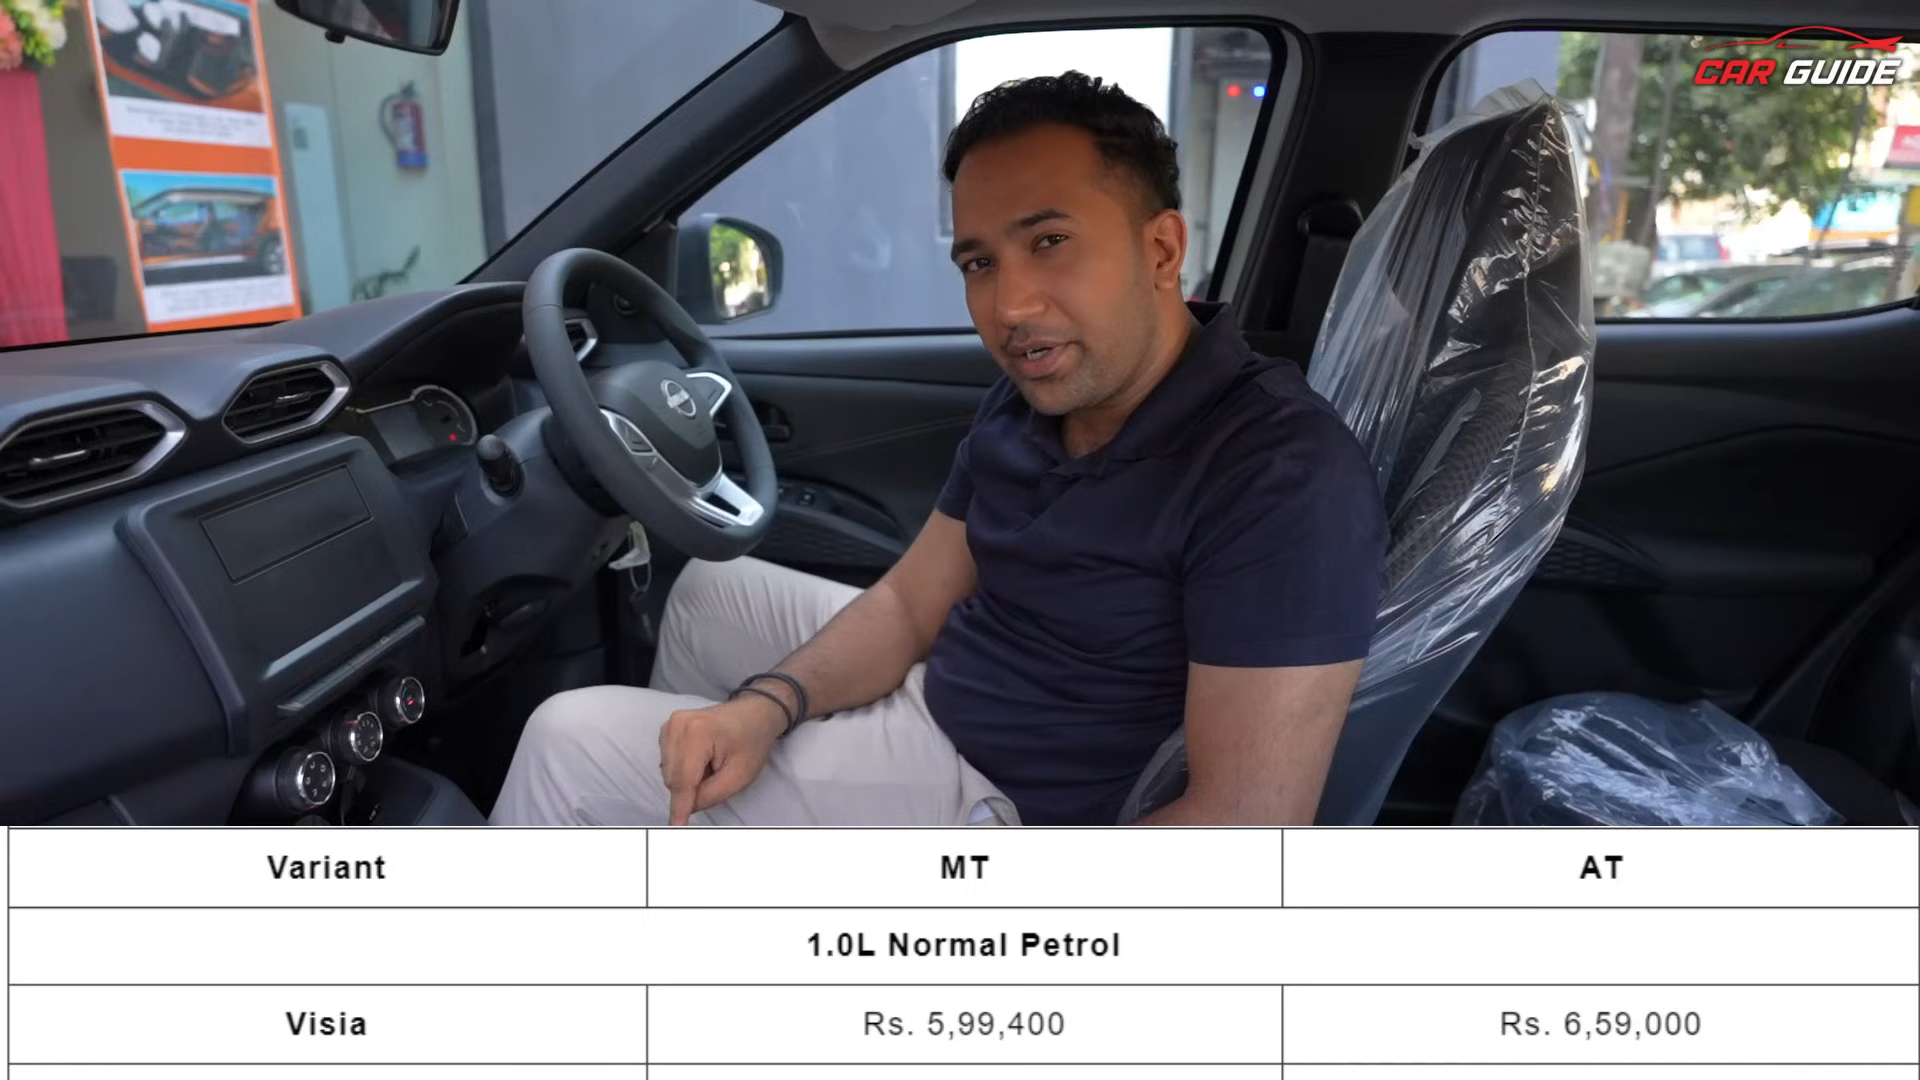 CAR GUIDE
Variant MT AT
1.0L Normal Petrol
Visia Rs. 5,99,400 Rs. 6,59,000